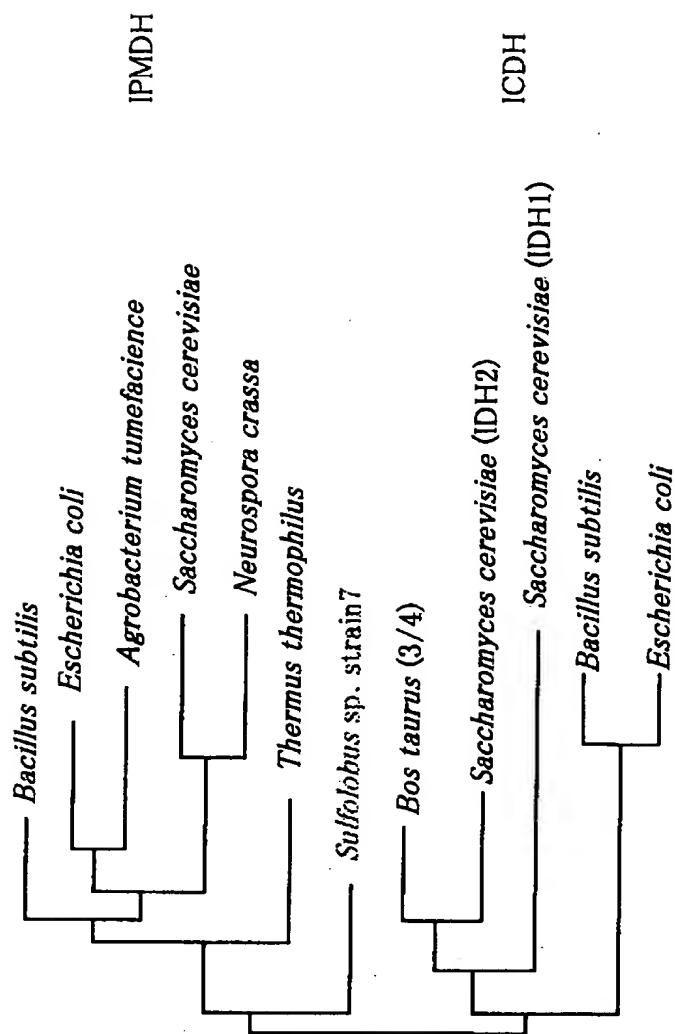 IPMDH
Bacillus subtilis
Escherichia coli
Agrobacterium tumefacience
Saccharomyces cerevisiae
Neurospora crassa
Thermus thermophilus
Sulfolobus sp. strain7
ICDH
Bos taurus (3/4)
Saccharomyces cerevisiae (IDH2)
Saccharomyces cerevisiae (IDH1)
Bacillus subtilis
Escherichia coli